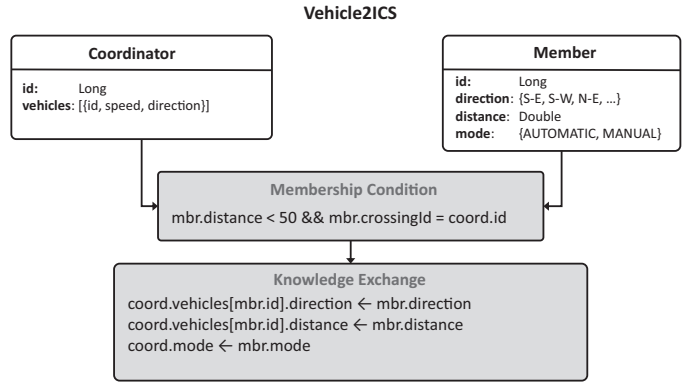 Vehicle2ICS
Coordinator
id: Long
vehicles: [{id, speed, direction}]
Member
id: Long
direction: {S-E, S-W, N-E, ...}
distance: Double
mode: {AUTOMATIC, MANUAL}
Membership Condition
mbr.distance < 50 && mbr.crossingId = coord.id
Knowledge Exchange
coord.vehicles[mbr.id].direction ← mbr.direction
coord.vehicles[mbr.id].distance ← mbr.distance
coord.mode ← mbr.mode